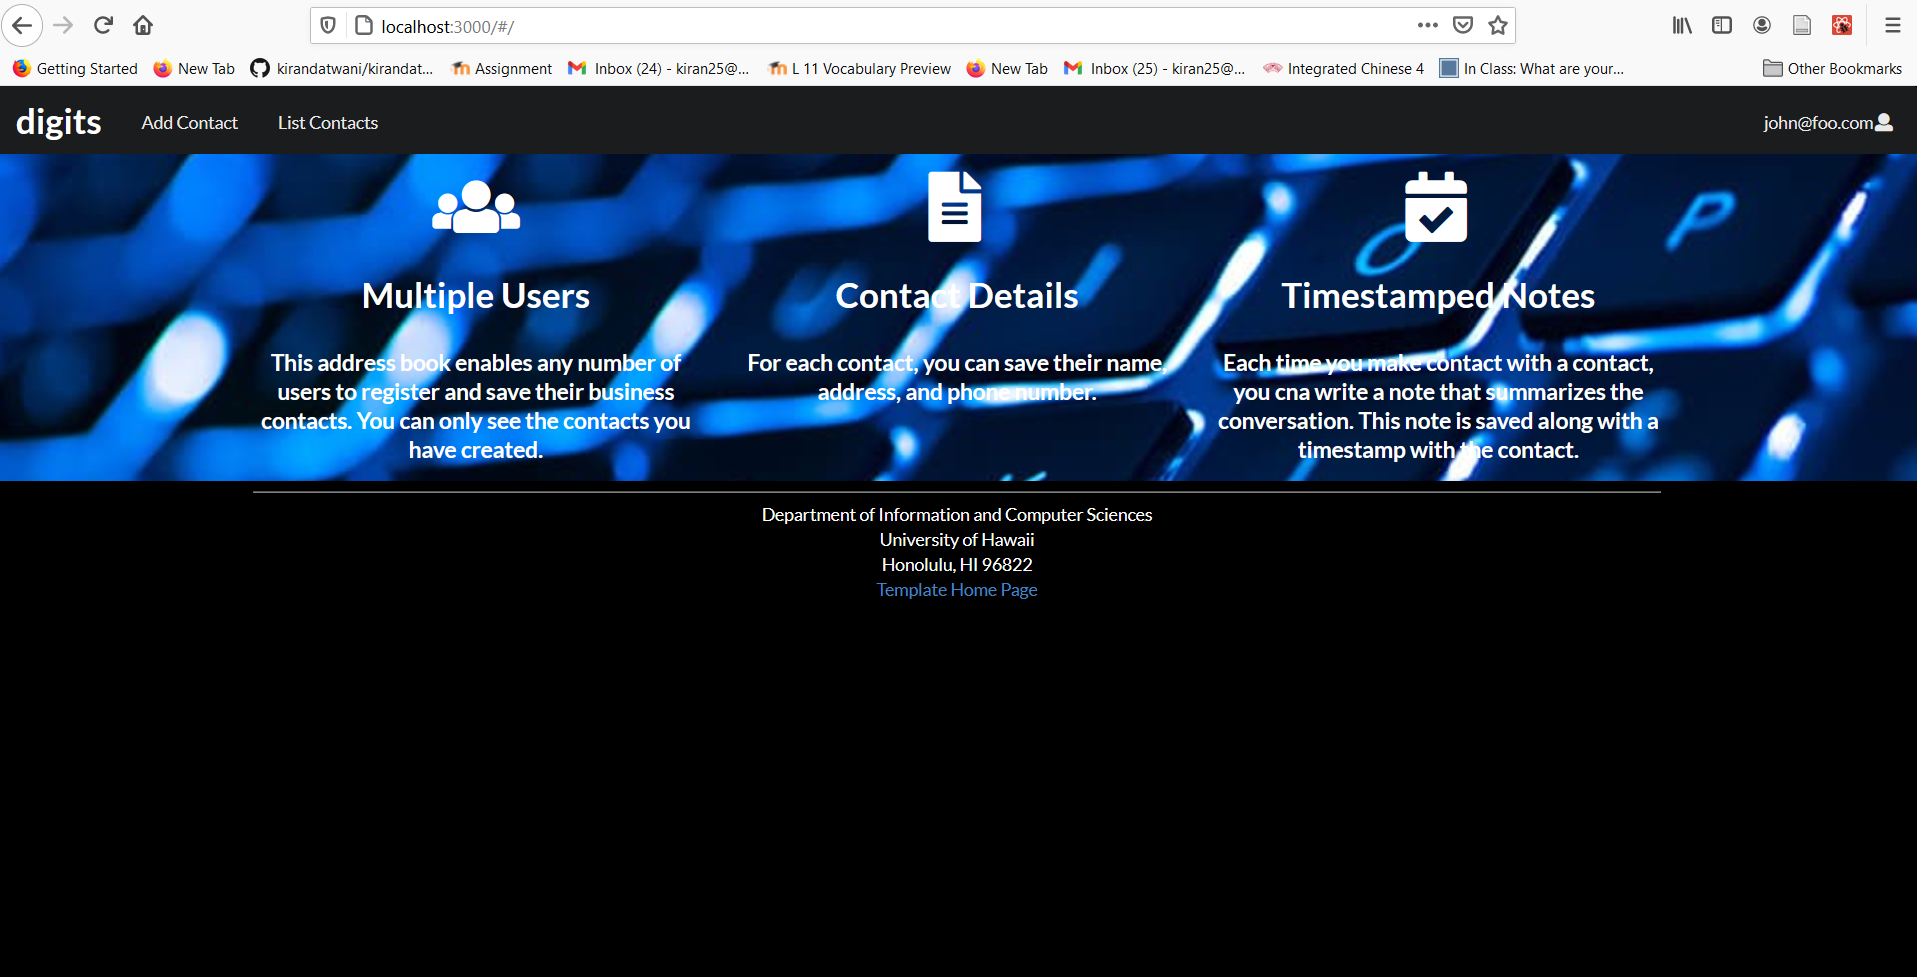 localhost:3000/#/
Getting Started New Tab kirandatwani/kirandat... Assignment Inbox (24) - kiran25@... L 11 Vocabulary Preview New Tab Inbox (25) - kiran25@... Integrated Chinese 4 In Class: What are your... Other Bookmarks
digits Add Contact List Contacts john@foo.com
Multiple Users
This address book enables any number of
users to register and save their business
contacts. You can only see the contacts you
have created.
Contact Details
For each contact, you can save their name,
address, and phone number.
Timestamped Notes
Each time you make contact with a contact,
you cna write a note that summarizes the
conversation. This note is saved along with a
timestamp with the contact.
Department of Information and Computer Sciences
University of Hawaii
Honolulu, HI 96822
Template Home Page